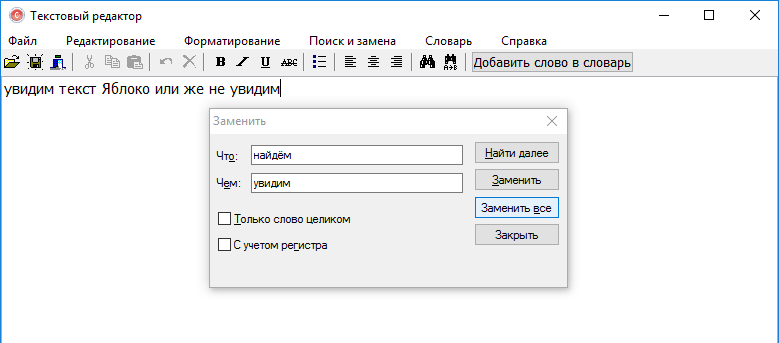 Текстовый редактор
Файл Редактирование Форматирование Поиск и замена Словарь Справка
B I U ABC A→B Добавить слово в словарь
увидим текст Яблоко или же не увидим
Заменить
Что: найдём Найти далее
Чем: увидим Заменить
Заменить все
Только слово целиком
Закрыть
С учетом регистра